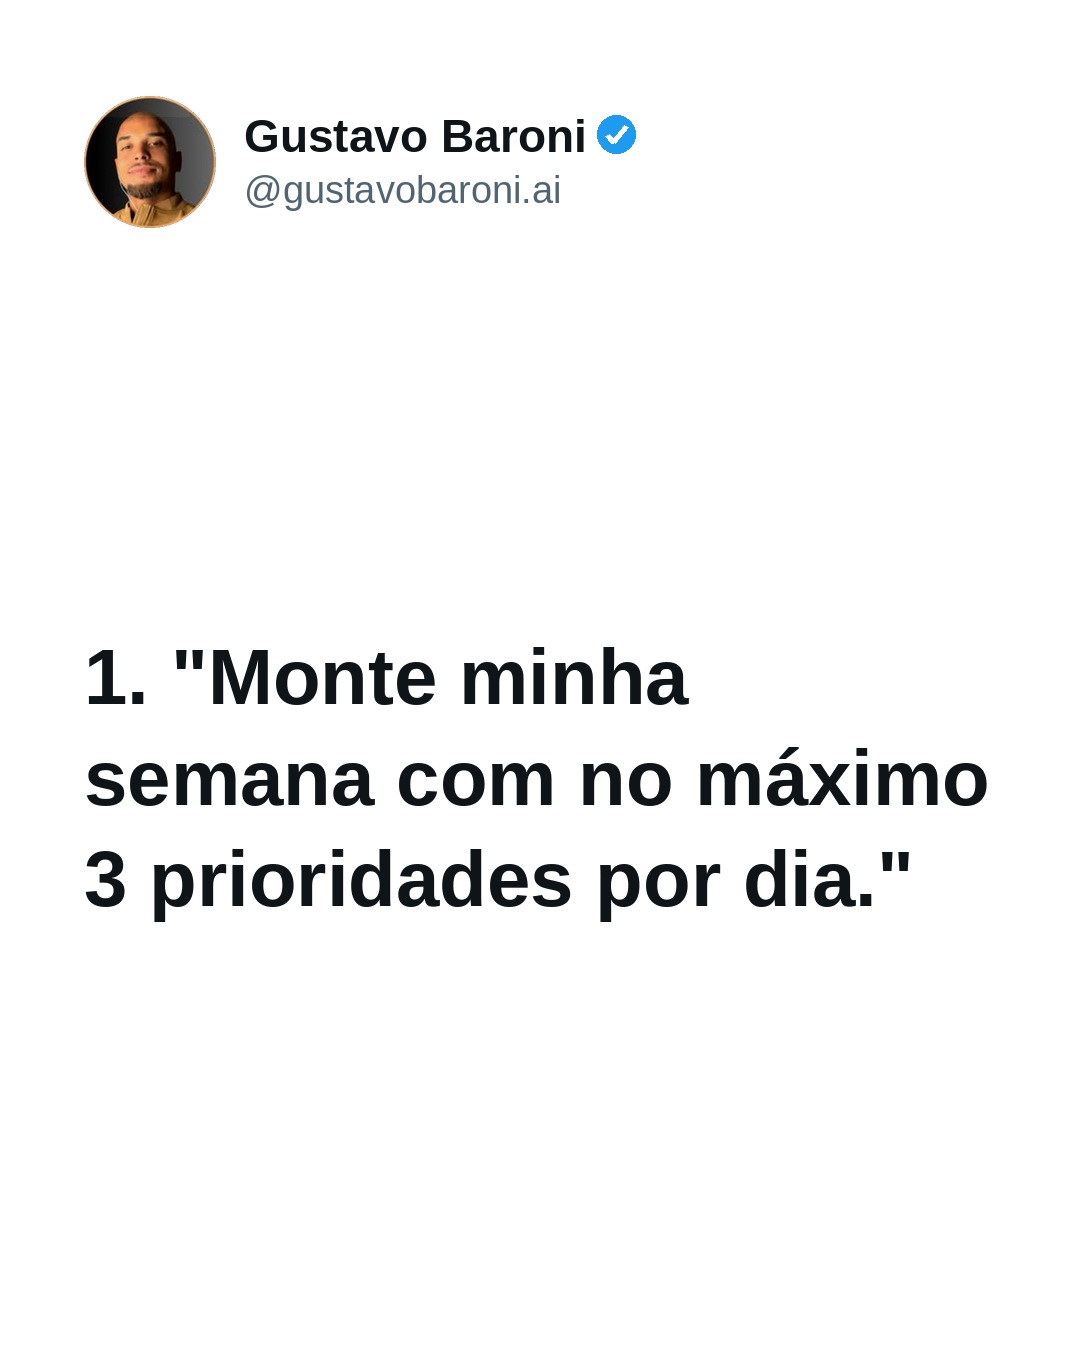 Gustavo Baroni
@gustavobaroni.ai
1. "Monte minha
semana com no máximo
3 prioridades por dia."